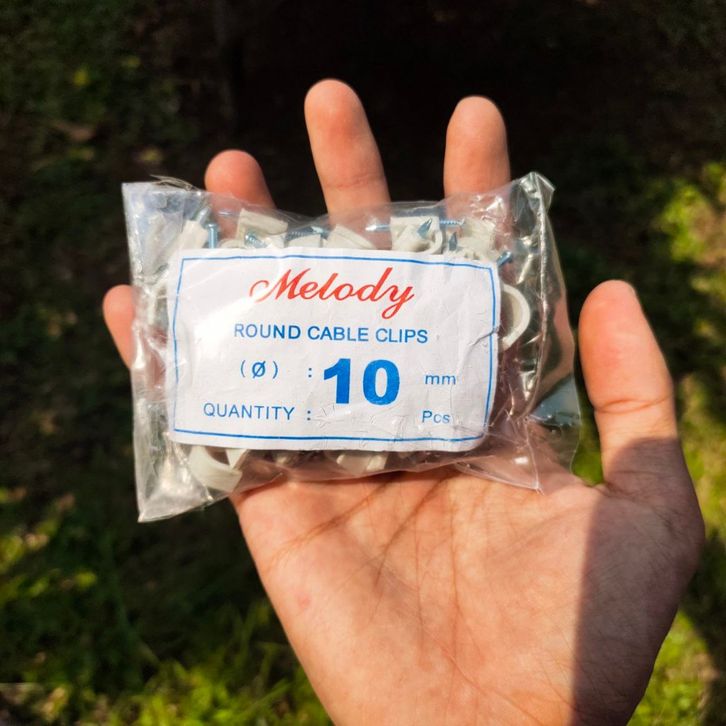 Melody
ROUND CABLE CLIPS
(Ø) : 10 mm
QUANTITY : Pcs